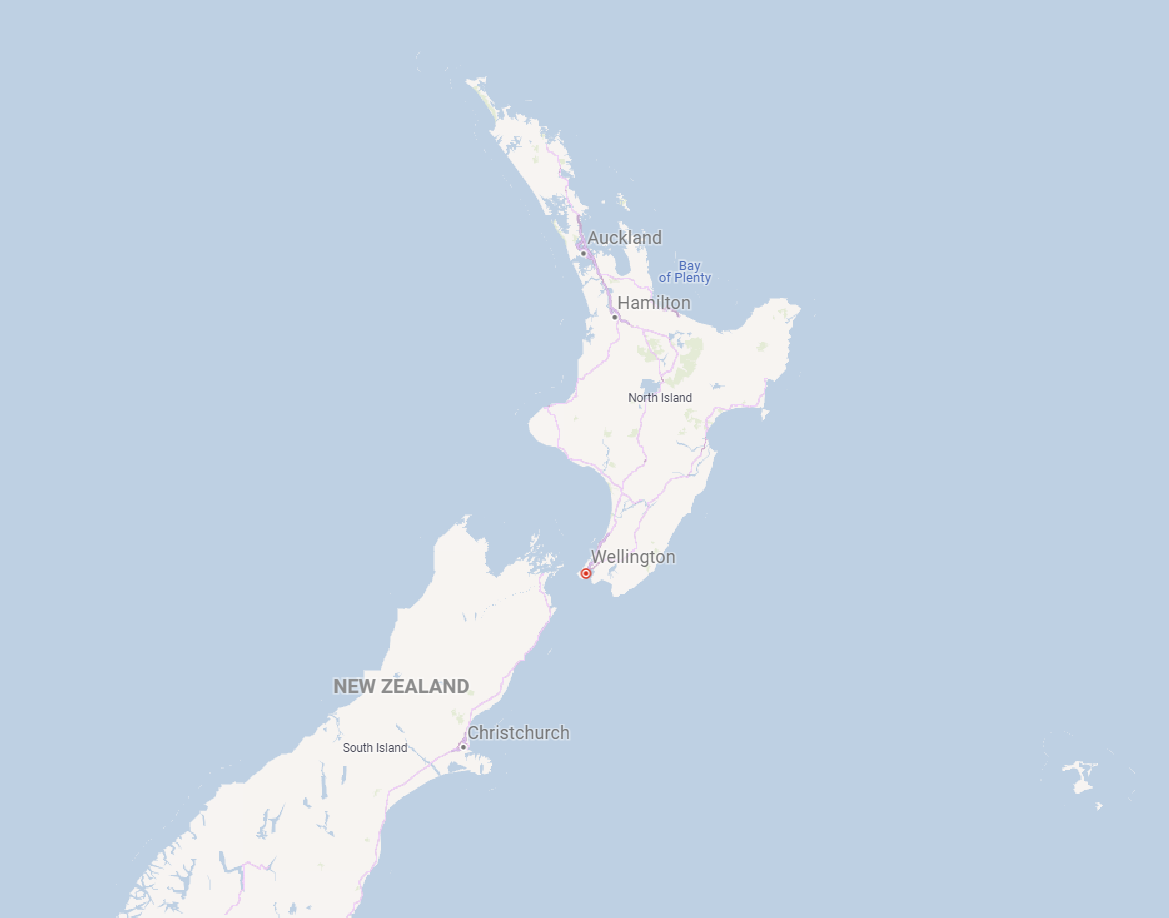 Auckland
Bay
of Plenty
Hamilton
North Island
Wellington
NEW ZEALAND
Christchurch
South Island